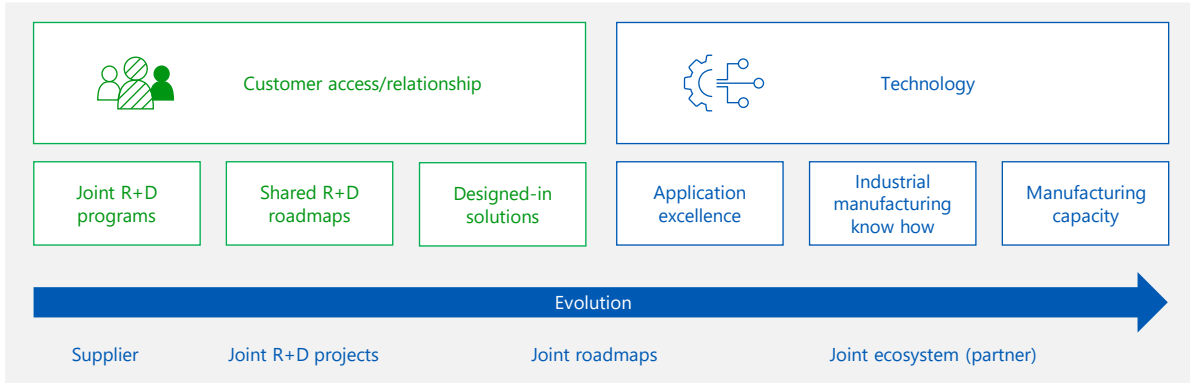 Customer access/relationship
Technology
Joint R+D
programs
Shared R+D
roadmaps
Designed-in
solutions
Application
excellence
Industrial
manufacturing
know how
Manufacturing
capacity
Evolution
Supplier
Joint R+D projects
Joint roadmaps
Joint ecosystem (partner)